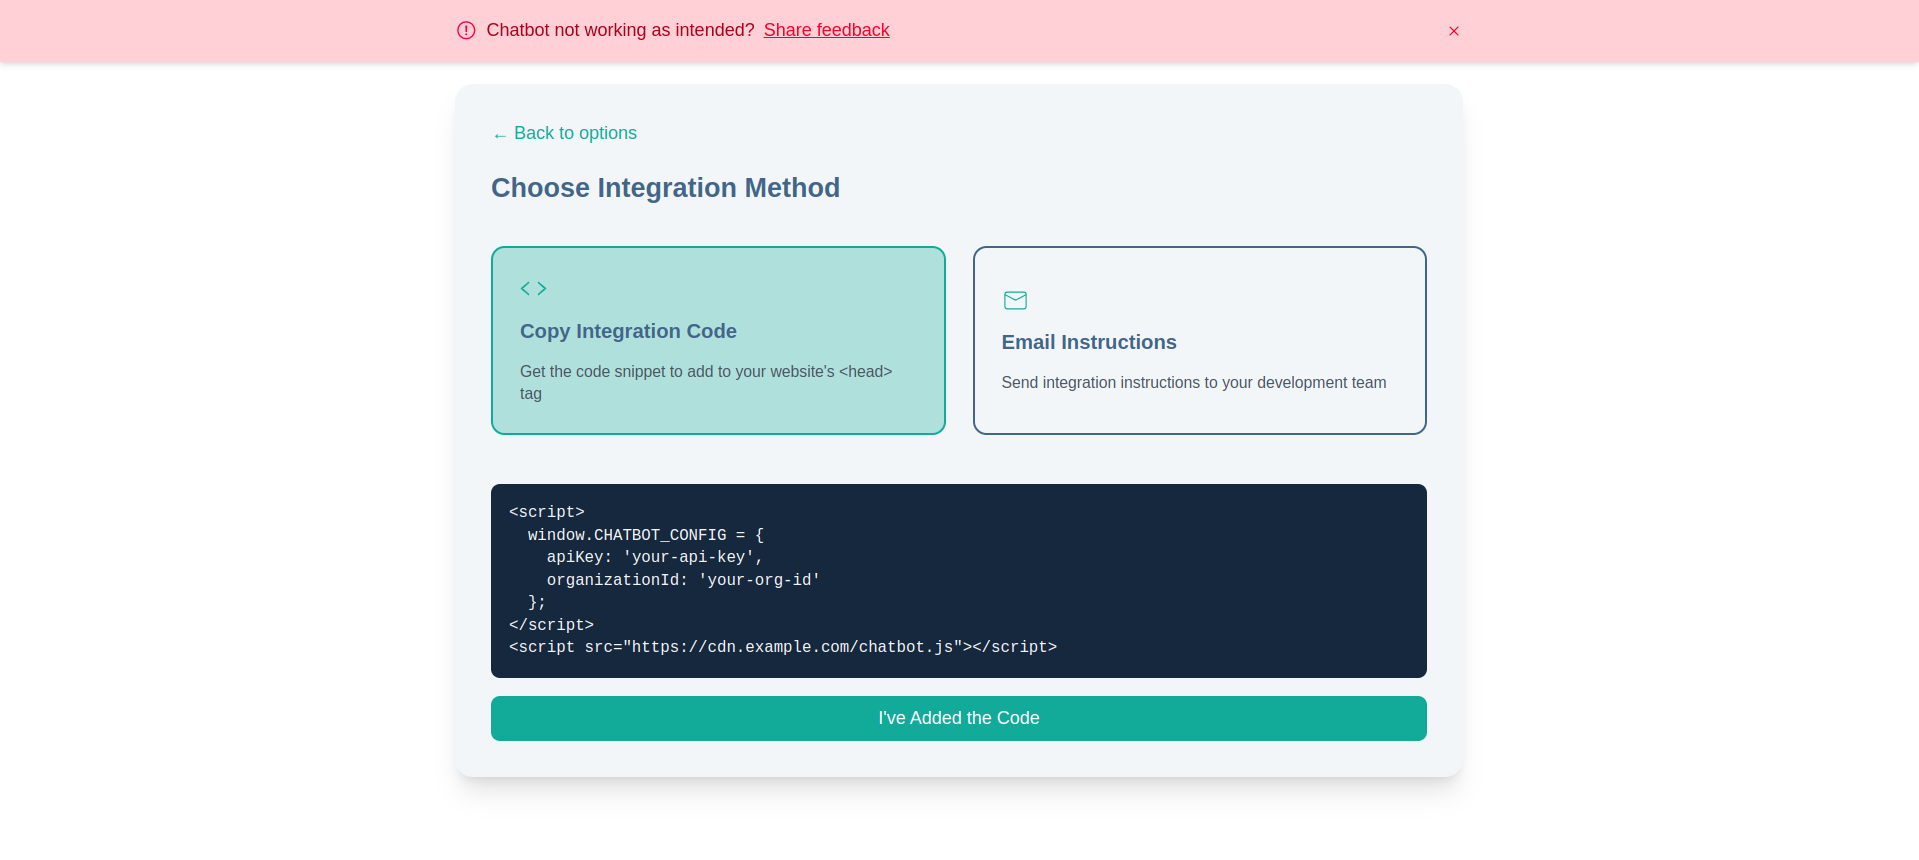 Chatbot not working as intended? Share feedback
← Back to options
Choose Integration Method
Copy Integration Code
Get the code snippet to add to your website's <head>
tag
Email Instructions
Send integration instructions to your development team
<script>
  window.CHATBOT_CONFIG = {
    apiKey: 'your-api-key',
    organizationId: 'your-org-id'
  };
</script>
<script src="https://cdn.example.com/chatbot.js"></script>
I've Added the Code